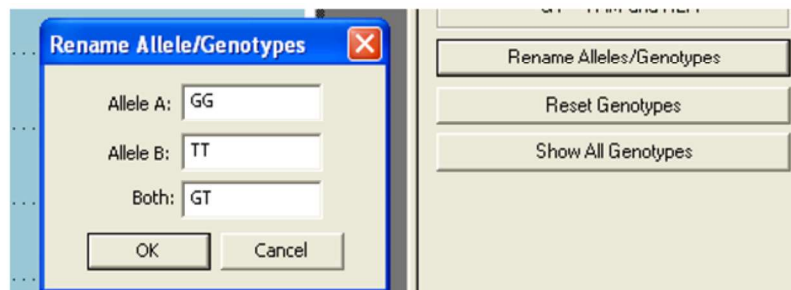 Rename Allele/Genotypes
Allele A: GG
Allele B: TT
Both: GT
OK Cancel
Rename Alleles/Genotypes
Reset Genotypes
Show All Genotypes